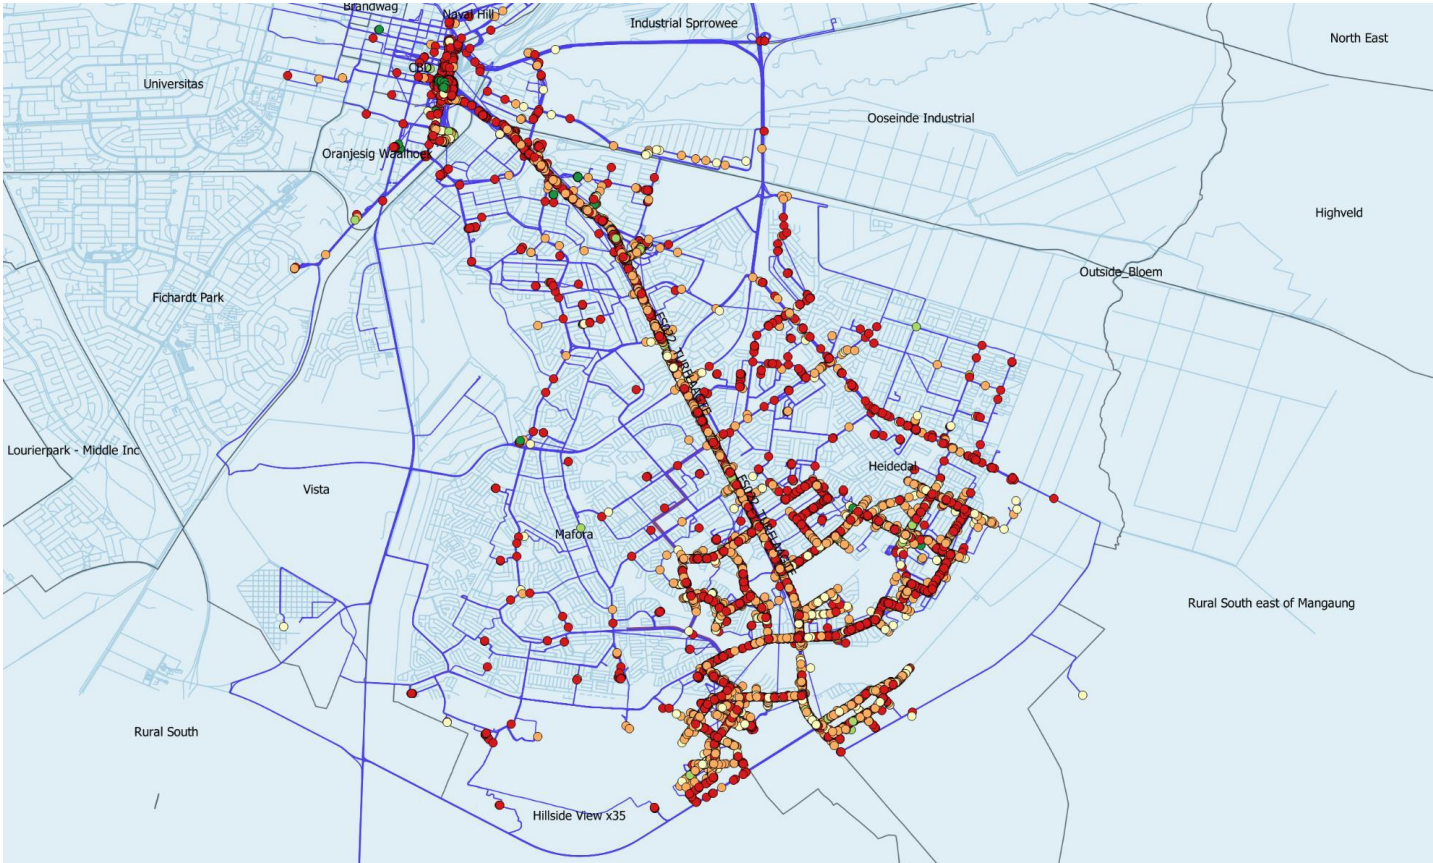 Brandwag
Naval Hill
Industrial Sprrowee
North East
CBD
Universitas
Ooseinde Industrial
Oranjesig Waaihoek
Highveld
Outside_Bloem
Fichardt Park
Lourierpark - Middle Inc
Vista
Heidedal
Mafora
Rural South east of Mangaung
Rural South
Hillside View x35